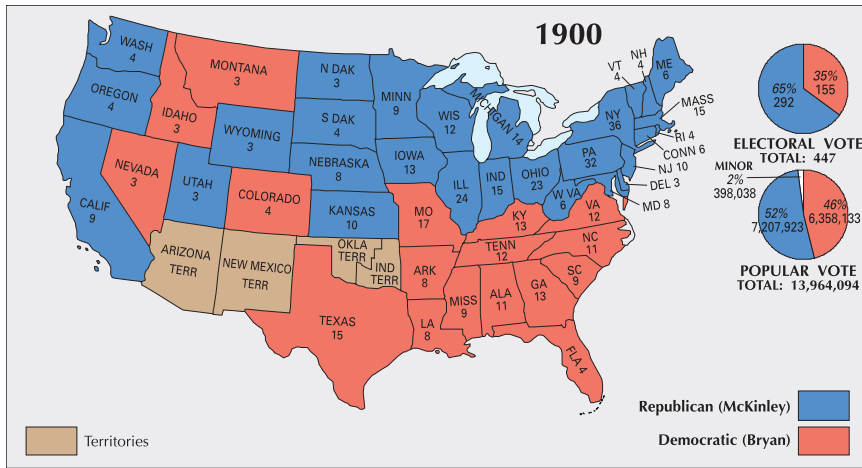 1900
WASH
4
OREGON
4
CALIF
9
MONTANA
3
IDAHO
3
NEVADA
3
WYOMING
3
UTAH
3
COLORADO
4
ARIZONA
TERR
NEW MEXICO
TERR
N DAK
3
S DAK
4
NEBRASKA
8
KANSAS
10
OKLA
TERR
IND
TERR
TEXAS
15
MINN
9
IOWA
13
MO
17
ARK
8
LA
8
WIS
12
ILL
24
MICHIGAN 14
IND
15
OHIO
23
KY
13
TENN
12
MISS
9
ALA
11
GA
13
FLA 4
SC
9
NC
11
VA
12
W VA
6
PA
32
NY
36
VT
4
NH
4
ME
6
MASS
15
RI 4
CONN 6
NJ 10
DEL 3
MD 8
65%
292
35%
155
ELECTORAL VOTE
TOTAL: 447
MINOR
2%
398,038
52%
7,207,923
46%
6,358,133
POPULAR VOTE
TOTAL: 13,964,094
Republican (McKinley)
Democratic (Bryan)
Territories